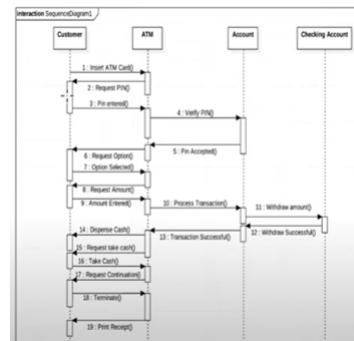 interaction SequenceDiagram1
Customer
ATM
Account
Checking Account
1 : Insert ATM Card()
2 : Request PIN()
3 : Pin entered()
4 : Verify PIN()
5 : Pin Accepted()
6 : Request Option()
7 : Option Selected()
8 : Request Amount()
9 : Amount Entered()
10 : Process Transaction()
11 : Withdraw amount()
12 : Withdraw Successful()
13 : Transaction Successful()
14 : Dispense Cash()
15 : Request take cash()
16 : Take Cash()
17 : Request Continuation()
18 : Terminate()
19 : Print Receipt()